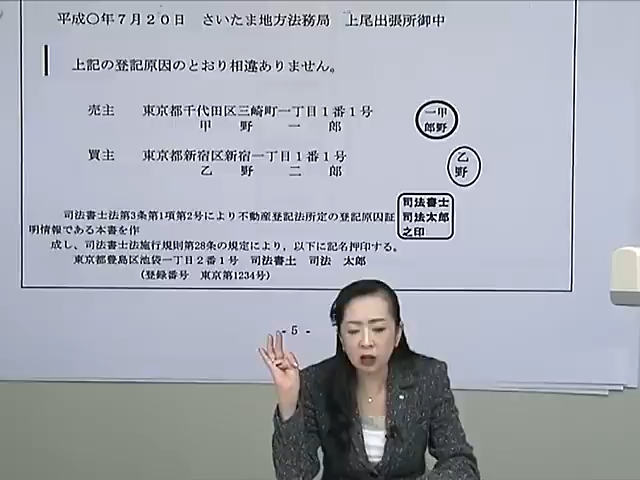 平成〇年７月２０日　さいたま地方法務局　上尾出張所御中
上記の登記原因のとおり相違ありません。
売主　東京都千代田区三崎町一丁目１番１号
甲　野　一　郎
一甲
郎野
買主　東京都新宿区新宿一丁目１番１号
乙　野　二　郎
乙
野
司法書士
司法太郎
之印
司法書士法第3条第1項第2号により不動産登記法所定の登記原因証
明情報である本書を作
成し、司法書士法施行規則第28条の規定により、以下に記名押印する。
東京都豊島区池袋一丁目２番１号　司法書士　司法　太郎
（登録番号　東京第1234号）
- 5 -